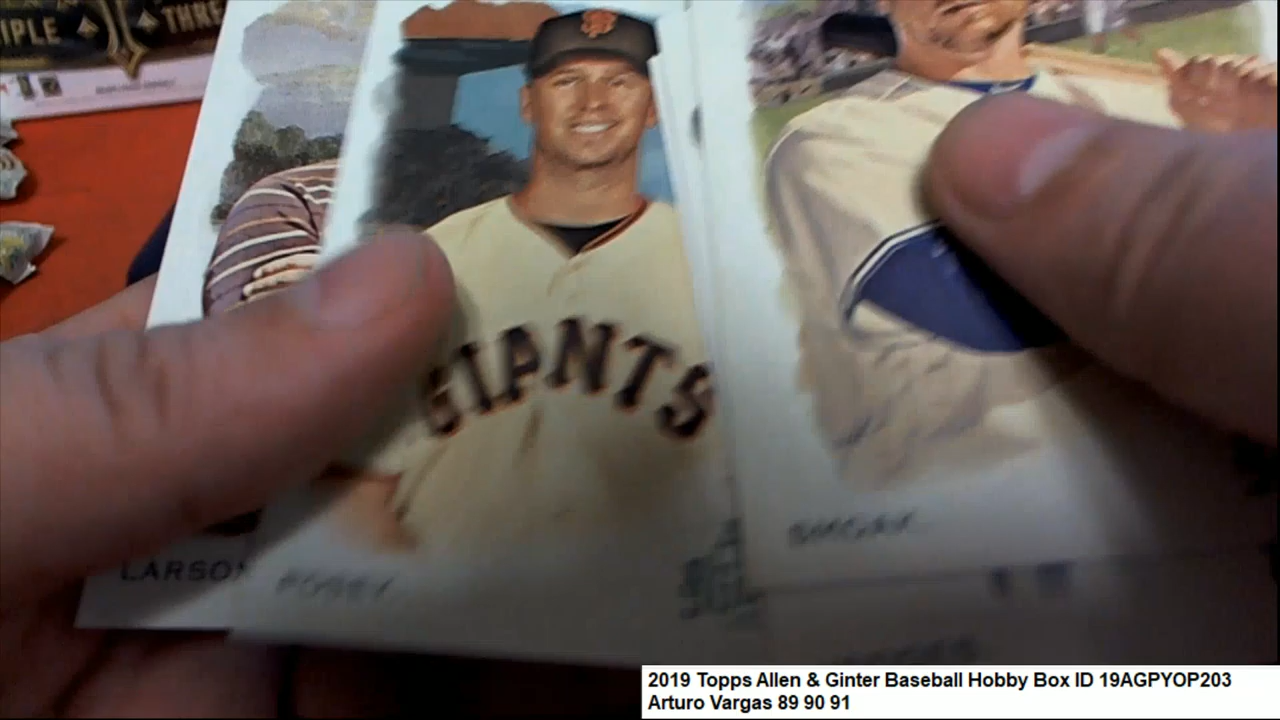 IPLE
THRE
GIANTS
LARSON
POSEY
SMOAK
2019 Topps Allen & Ginter Baseball Hobby Box ID 19AGPYOP203
Arturo Vargas 89 90 91